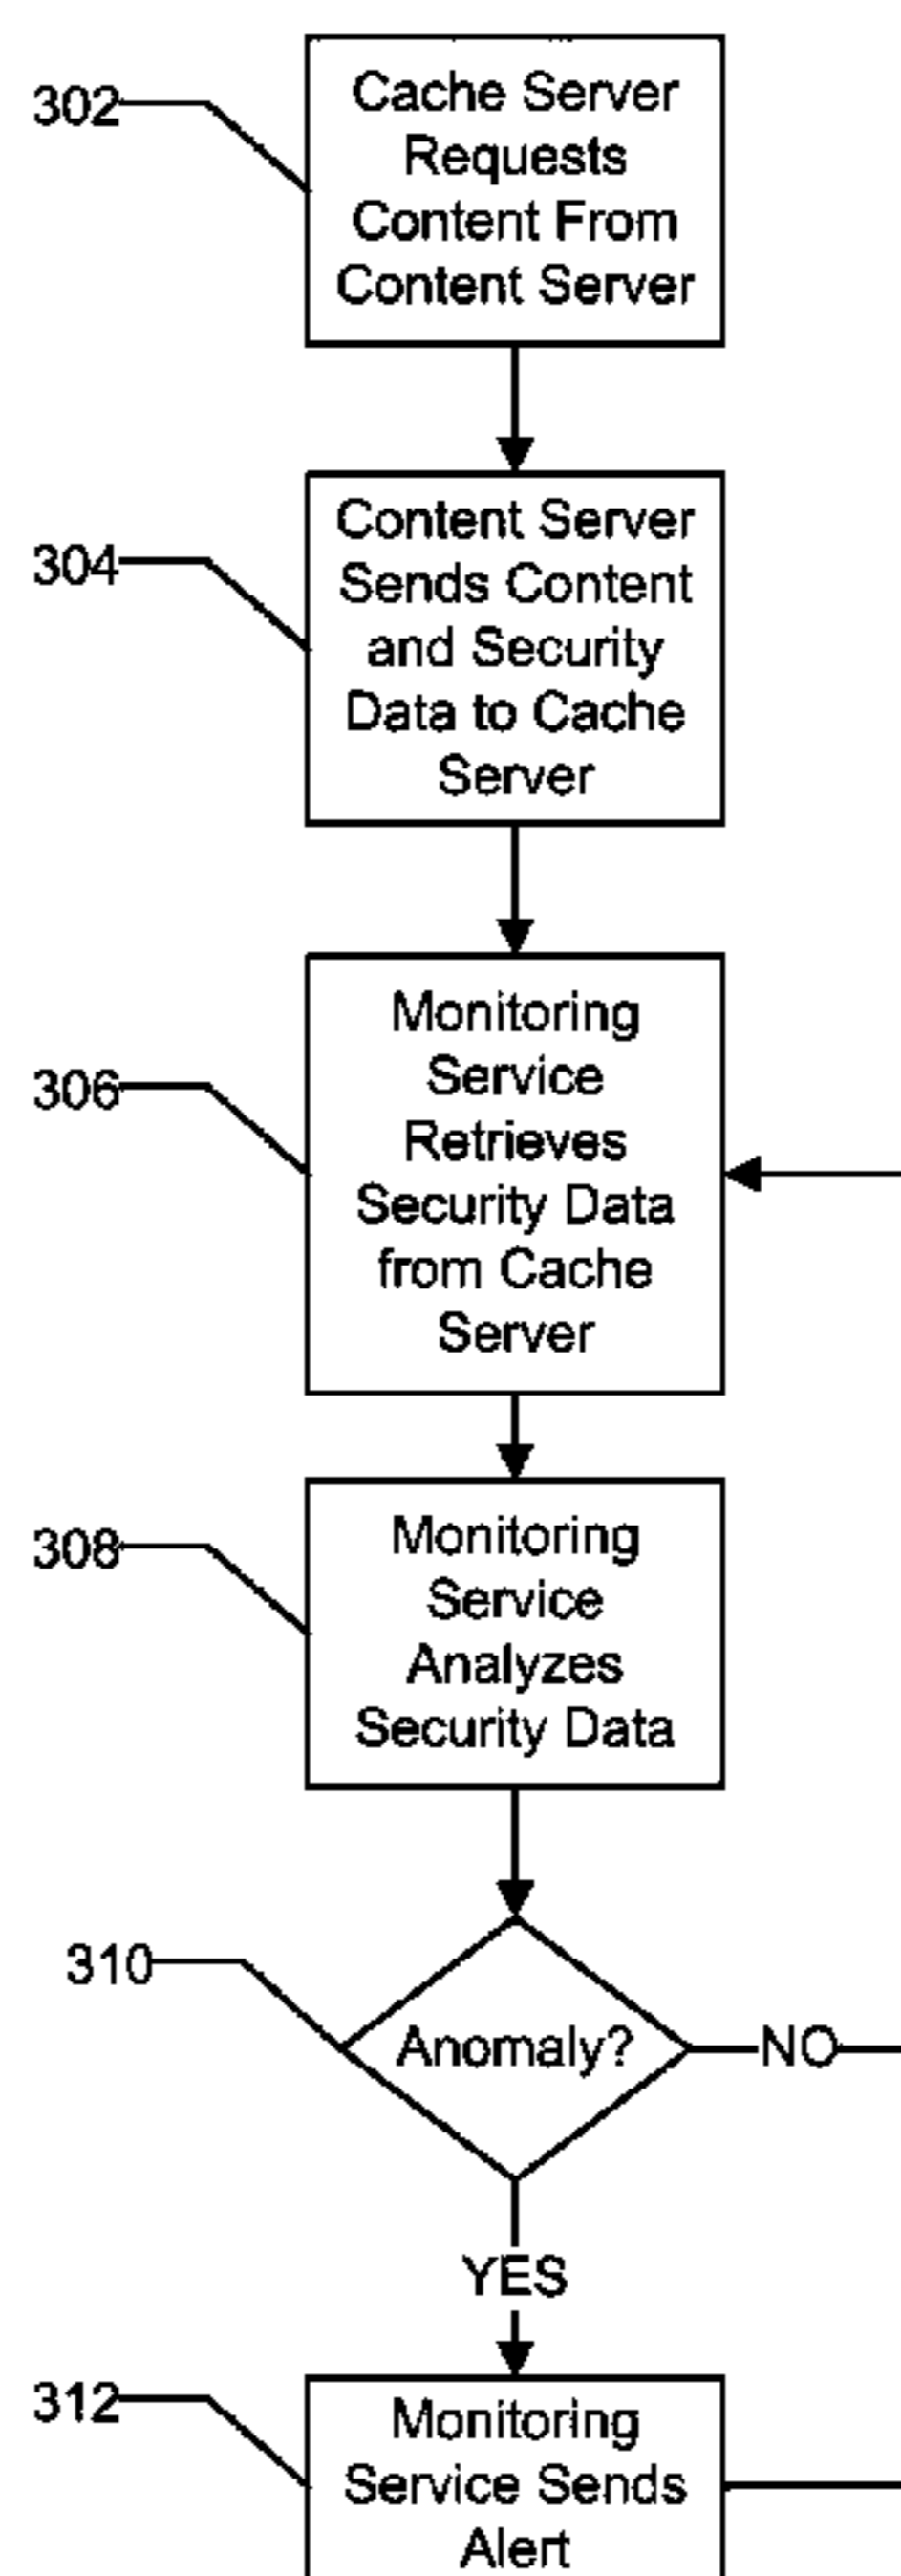 302
Cache Server
Requests
Content From
Content Server
304
Content Server
Sends Content
and Security
Data to Cache
Server
306
Monitoring
Service
Retrieves
Security Data
from Cache
Server
308
Monitoring
Service
Analyzes
Security Data
310
Anomaly?
NO
YES
312
Monitoring
Service Sends
Alert